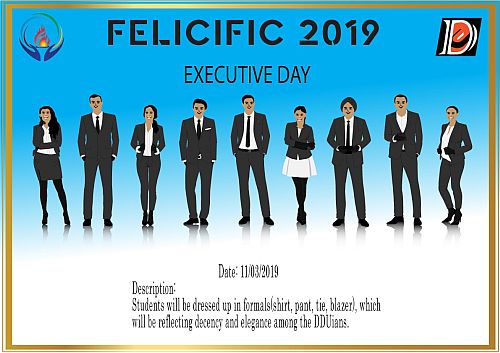 FELICIFIC 2019
EXECUTIVE DAY
Date: 11/03/2019
Description:
Students will be dressed up in formals(shirt, pant, tie, blazer), which
will be reflecting decency and elegance among the DDUians.